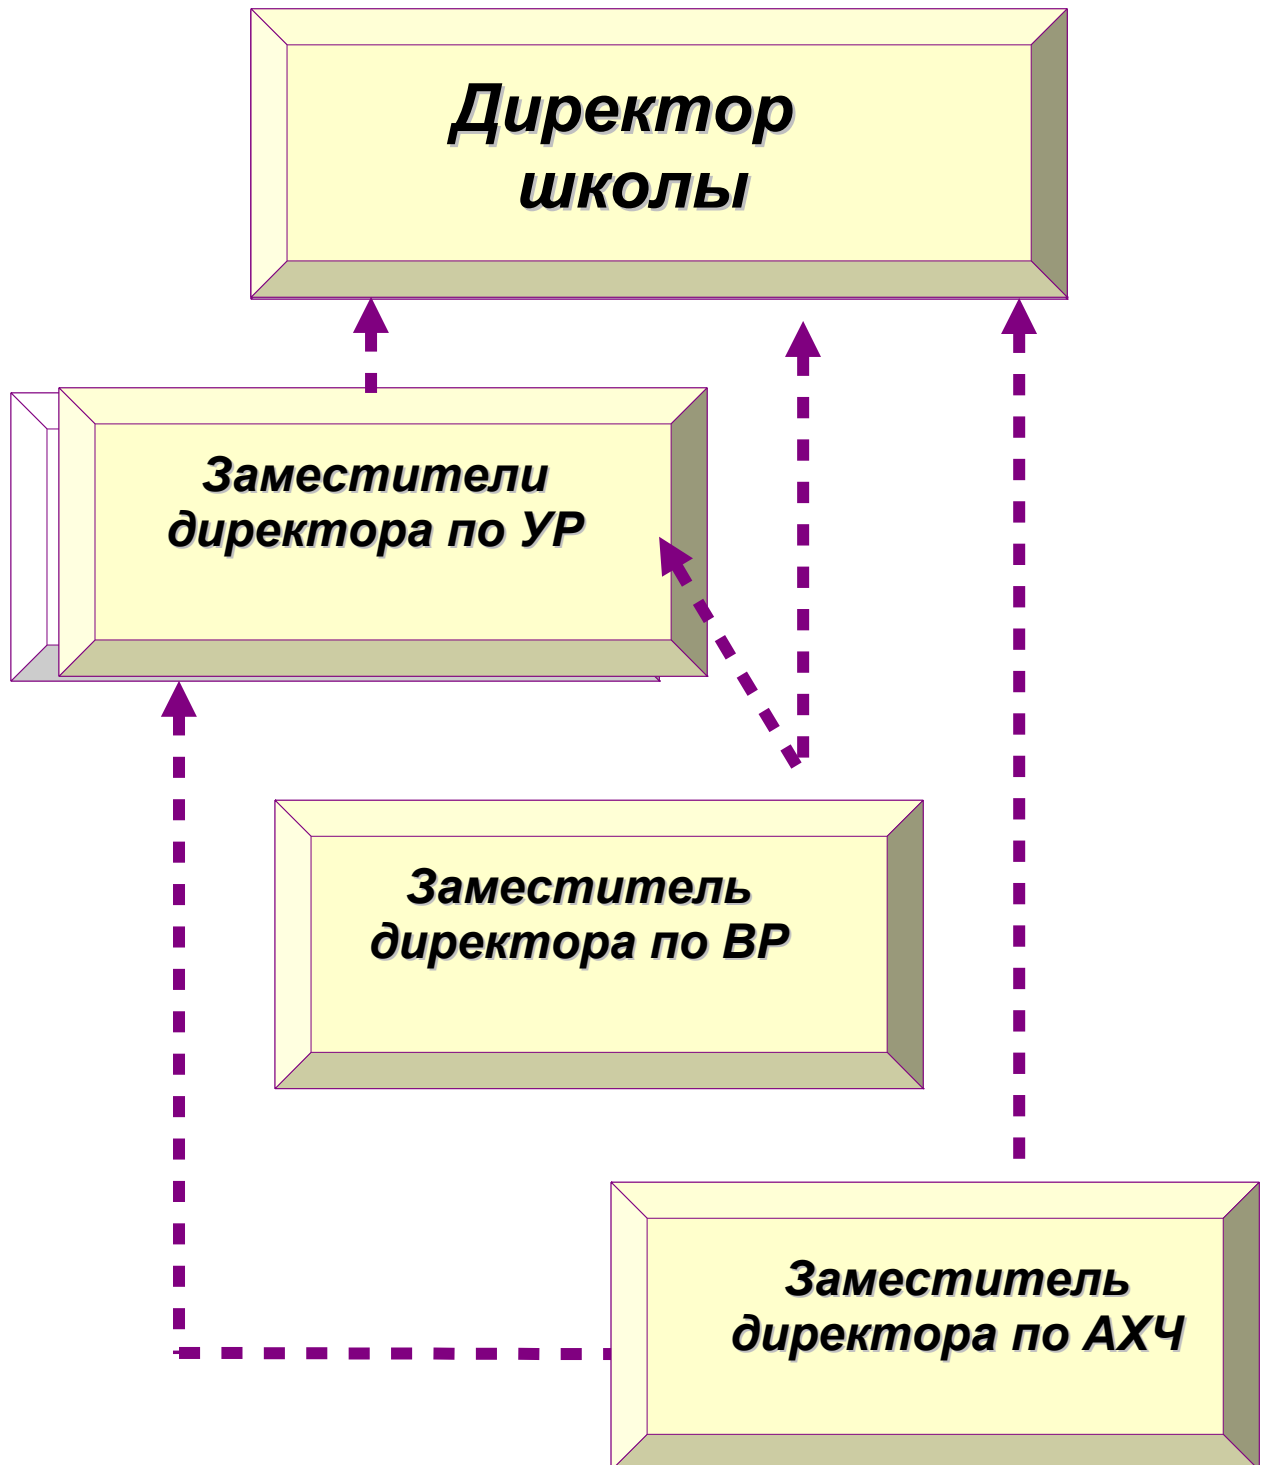 Директор
школы
Заместители
директора по УР
Заместитель
директора по ВР
Заместитель
директора по АХЧ